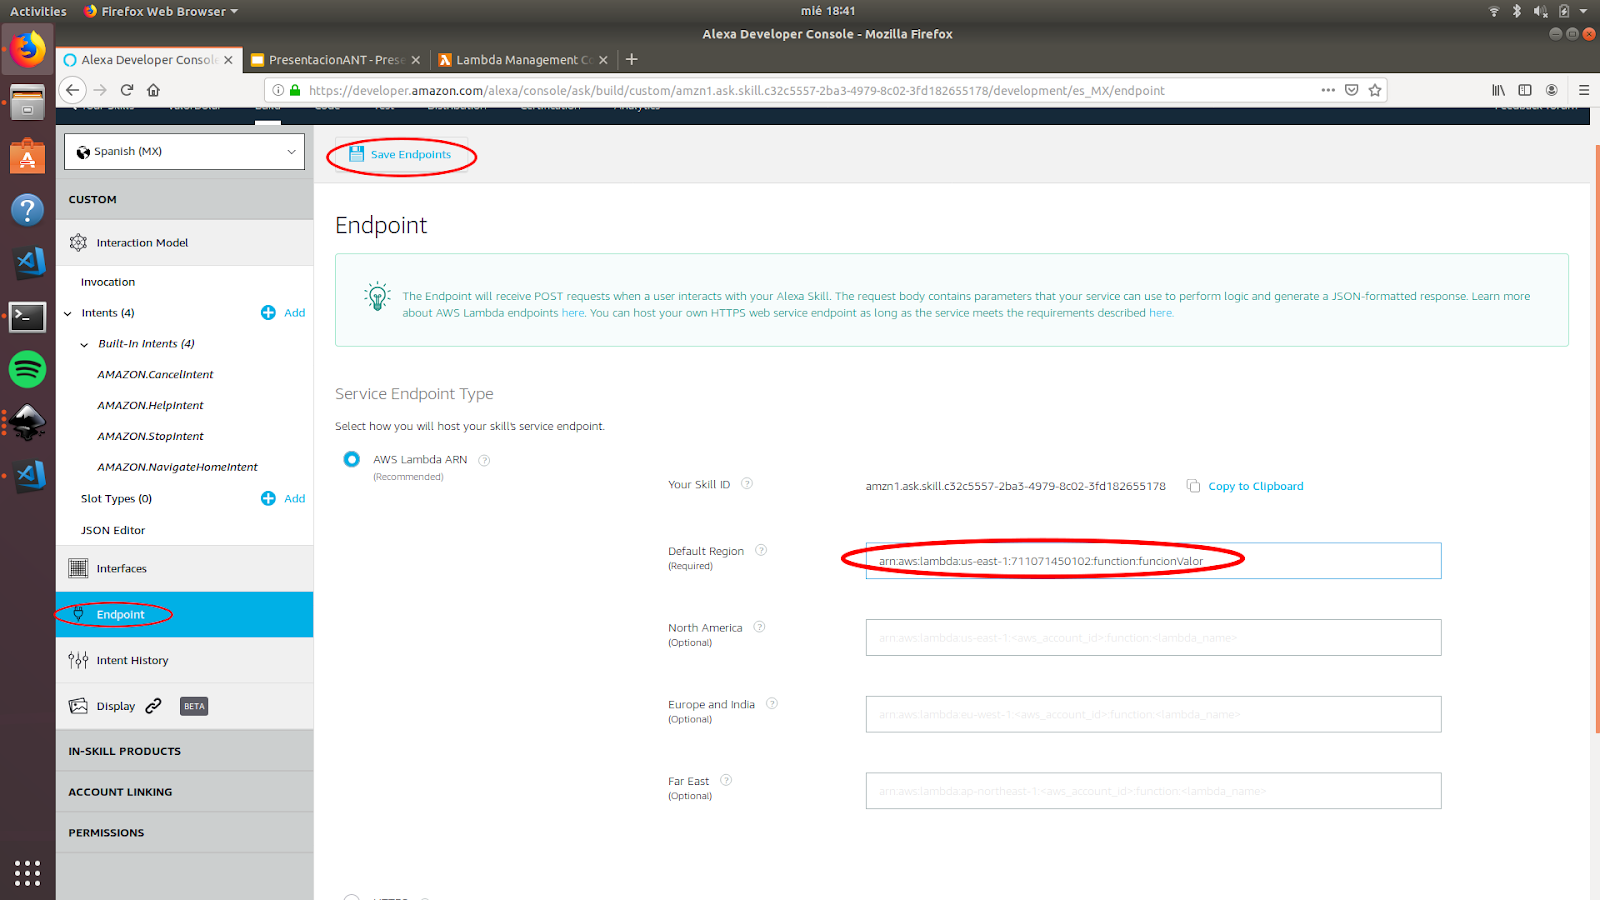 Activities
Firefox Web Browser
mié 18:41
Alexa Developer Console - Mozilla Firefox
Alexa Developer Console
PresentacionANT - Prese
Lambda Management Co
https://developer.amazon.com/alexa/console/ask/build/custom/amzn1.ask.skill.c32c5557-2ba3-4979-8c02-3fd182655178/development/es_MX/endpoint
Spanish (MX)
Save Endpoints
CUSTOM
Interaction Model
Invocation
Intents (4)
Add
Built-In Intents (4)
AMAZON.CancelIntent
AMAZON.HelpIntent
AMAZON.StopIntent
AMAZON.NavigateHomeIntent
Slot Types (0)
Add
JSON Editor
Interfaces
Endpoint
Intent History
Display
BETA
IN-SKILL PRODUCTS
ACCOUNT LINKING
PERMISSIONS
Endpoint
The Endpoint will receive POST requests when a user interacts with your Alexa Skill. The request body contains parameters that your service can use to perform logic and generate a JSON-formatted response. Learn more
about AWS Lambda endpoints here. You can host your own HTTPS web service endpoint as long as the service meets the requirements described here.
Service Endpoint Type
Select how you will host your skill's service endpoint.
AWS Lambda ARN
(Recommended)
Your Skill ID
amzn1.ask.skill.c32c5557-2ba3-4979-8c02-3fd182655178
Copy to Clipboard
Default Region
(Required)
arn:aws:lambda:us-east-1:711071450102:function:funcionValor
North America
(Optional)
arn:aws:lambda:us-east-1:<aws_account_id>:function:<lambda_name>
Europe and India
(Optional)
arn:aws:lambda:eu-west-1:<aws_account_id>:function:<lambda_name>
Far East
(Optional)
arn:aws:lambda:ap-northeast-1:<aws_account_id>:function:<lambda_name>